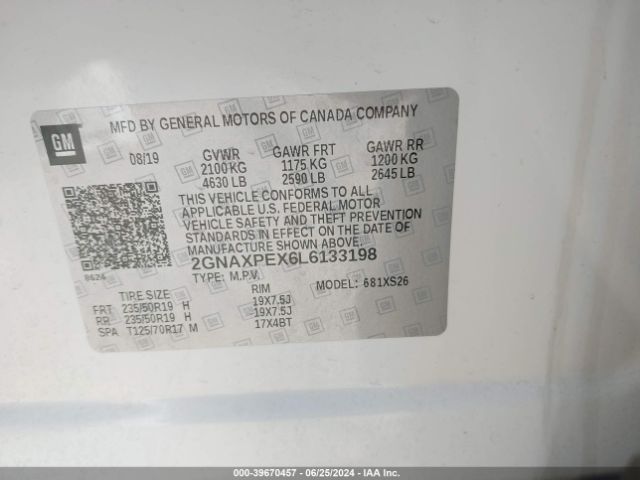 GM
MFD BY GENERAL MOTORS OF CANADA COMPANY
08/19 GVWR GAWR FRT GAWR RR
2100 KG 1175 KG 1200 KG
4630 LB 2590 LB 2645 LB
THIS VEHICLE CONFORMS TO ALL
APPLICABLE U.S. FEDERAL MOTOR
VEHICLE SAFETY AND THEFT PREVENTION
STANDARDS IN EFFECT ON THE DATE OF
MANUFACTURE SHOWN ABOVE.
2GNAXPEX6L6133198
8624 TYPE: M.P.V. MODEL: 681XS26
TIRE SIZE RIM
FRT 235/50R19 H 19X7.5J
RR 235/50R19 H 19X7.5J
SPA T125/70R17 M 17X4BT
000-39670457 - 06/25/2024 - IAA Inc.